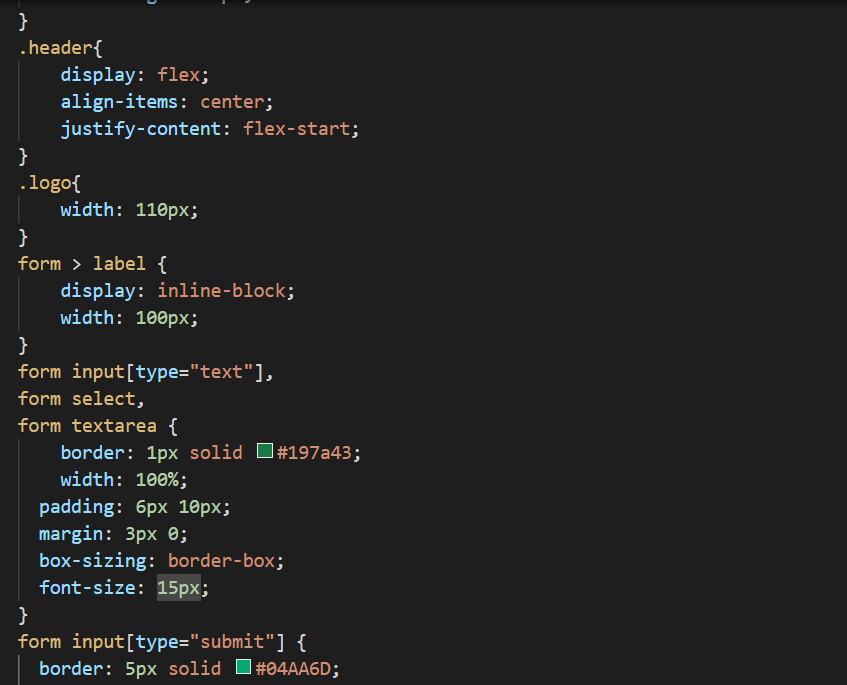 }
.header{
    display: flex;
    align-items: center;
    justify-content: flex-start;
}
.logo{
    width: 110px;
}
form > label {
    display: inline-block;
    width: 100px;
}
form input[type="text"],
form select,
form textarea {
    border: 1px solid #197a43;
    width: 100%;
  padding: 6px 10px;
  margin: 3px 0;
  box-sizing: border-box;
  font-size: 15px;
}
form input[type="submit"] {
  border: 5px solid #04AA6D;